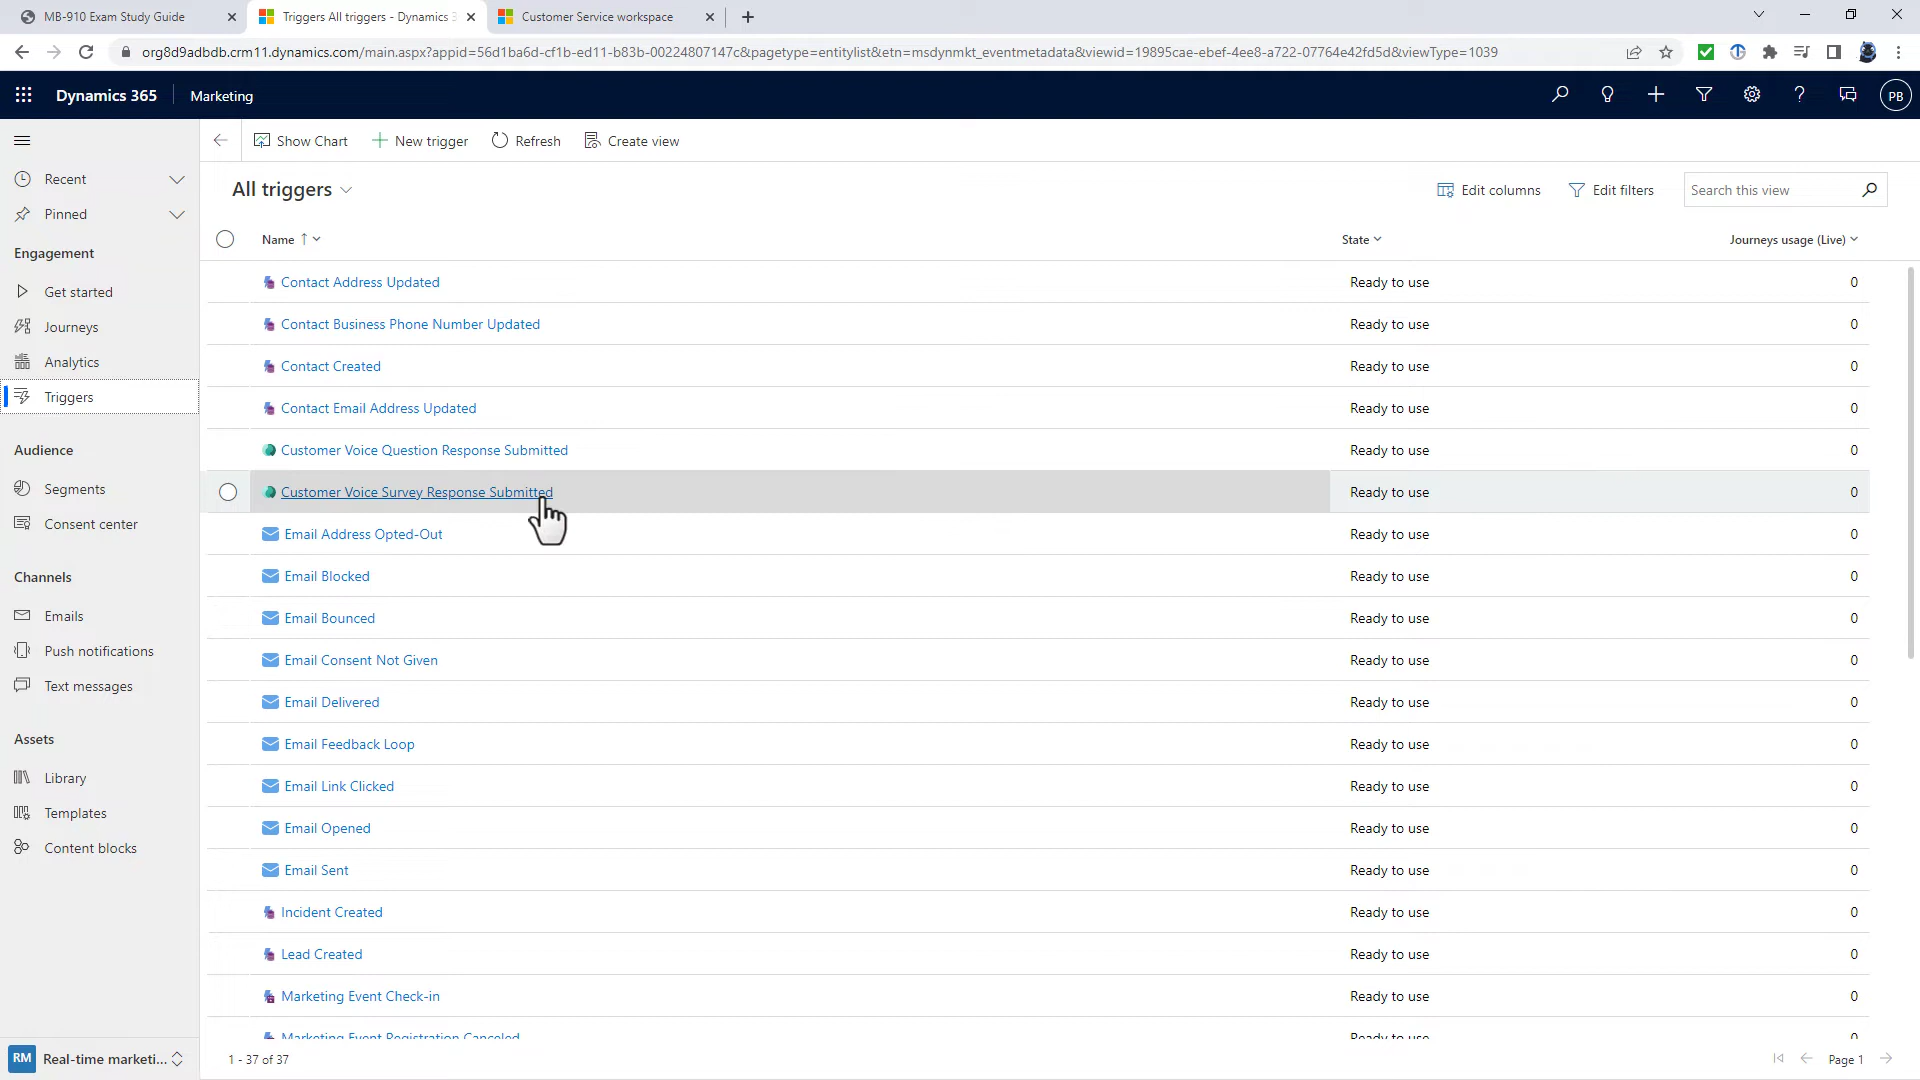 MB-910 Exam Study Guide
Triggers All triggers - Dynamics 3
Customer Service workspace
org8d9adbdb.crm11.dynamics.com/main.aspx?appid=56d1ba6d-cf1b-ed11-b83b-00224807147c&pagetype=entitylist&etn=msdynmkt_eventmetadata&viewid=19895cae-ebef-4ee8-a722-07764e42fd5d&viewType=1039
Dynamics 365
Marketing
PB
Show Chart
New trigger
Refresh
Create view
Recent
Pinned
Engagement
Get started
Journeys
Analytics
Triggers
Audience
Segments
Consent center
Channels
Emails
Push notifications
Text messages
Assets
Library
Templates
Content blocks
RM Real-time marketi...
All triggers
Edit columns
Edit filters
Search this view
Name State Journeys usage (Live)
Contact Address Updated Ready to use 0
Contact Business Phone Number Updated Ready to use 0
Contact Created Ready to use 0
Contact Email Address Updated Ready to use 0
Customer Voice Question Response Submitted Ready to use 0
Customer Voice Survey Response Submitted Ready to use 0
Email Address Opted-Out Ready to use 0
Email Blocked Ready to use 0
Email Bounced Ready to use 0
Email Consent Not Given Ready to use 0
Email Delivered Ready to use 0
Email Feedback Loop Ready to use 0
Email Link Clicked Ready to use 0
Email Opened Ready to use 0
Email Sent Ready to use 0
Incident Created Ready to use 0
Lead Created Ready to use 0
Marketing Event Check-in Ready to use 0
Marketing Event Registration Canceled Ready to use 0
1 - 37 of 37
Page 1